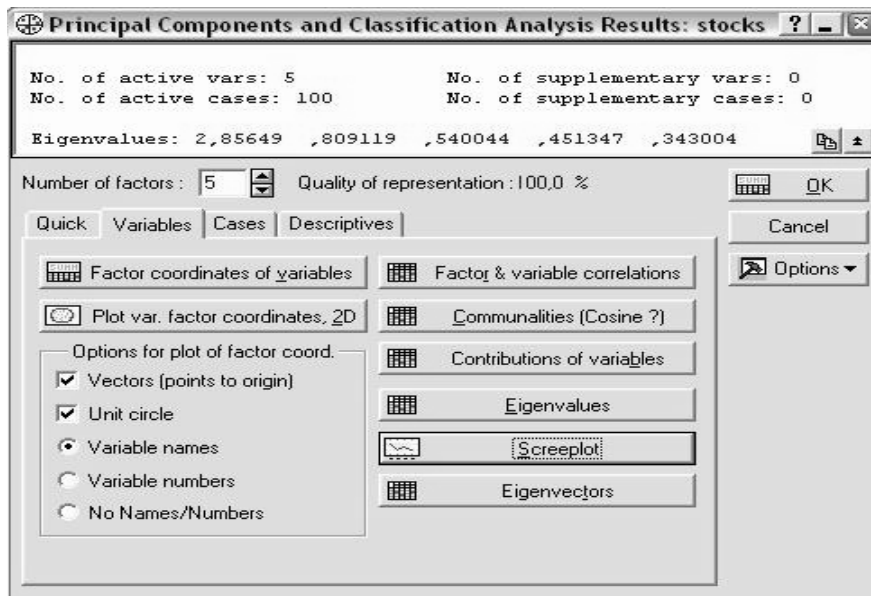 Principal Components and Classification Analysis Results: stocks
No. of active vars: 5 No. of supplementary vars: 0
No. of active cases: 100 No. of supplementary cases: 0
Eigenvalues: 2,85649 ,809119 ,540044 ,451347 ,343004
Number of factors : 5 Quality of representation : 100,0 %
OK
Cancel
Options
Quick Variables Cases Descriptives
Factor coordinates of variables
Factor & variable correlations
Plot var. factor coordinates, 2D
Communalities (Cosine ?)
Contributions of variables
Options for plot of factor coord.
Vectors (points to origin)
Unit circle
Variable names
Variable numbers
No Names/Numbers
Eigenvalues
Screeplot
Eigenvectors